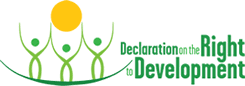 Declaration on the Right
to Development